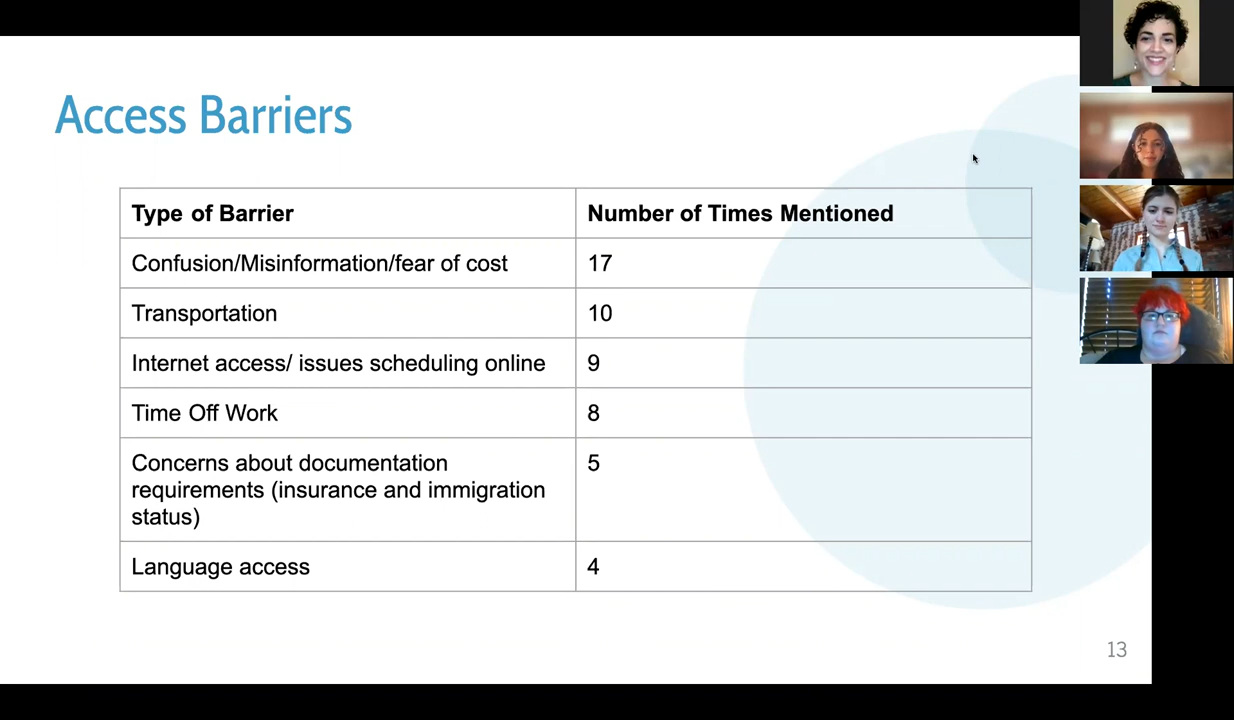 Access Barriers
Type of Barrier
Number of Times Mentioned
Confusion/Misinformation/fear of cost
17
Transportation
10
Internet access/ issues scheduling online
9
Time Off Work
8
Concerns about documentation
requirements (insurance and immigration
status)
5
Language access
4
13